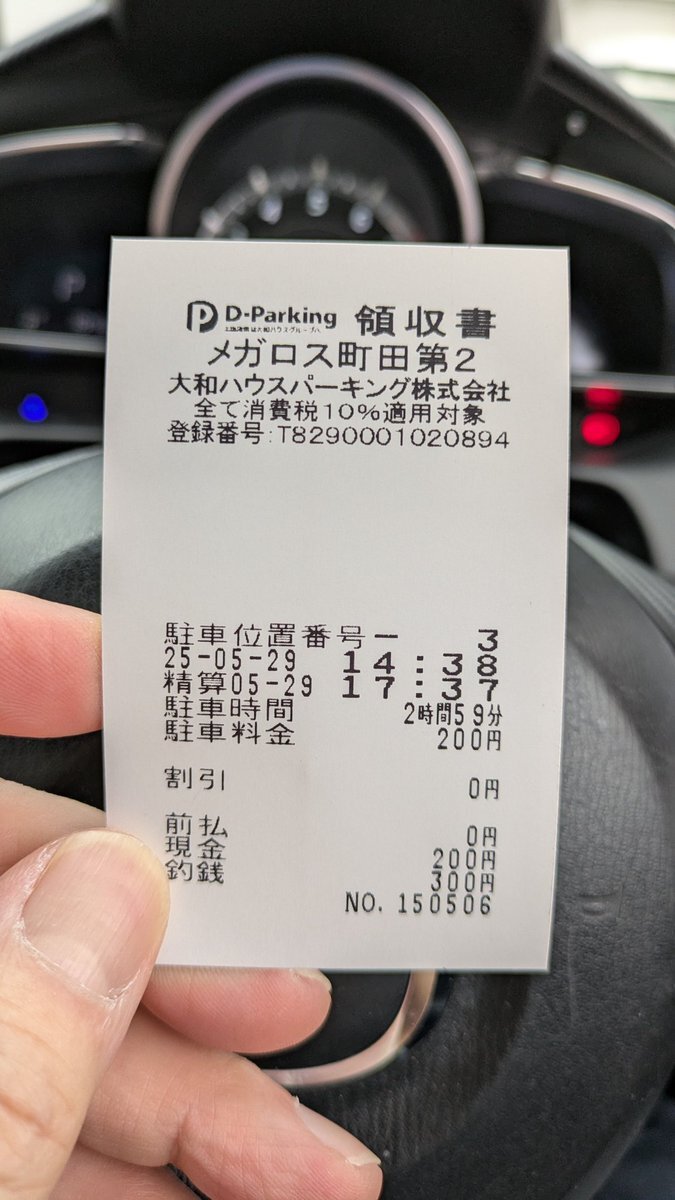 D-Parking 領収書
メガロス町田第2
大和ハウスパーキング株式会社
全て消費税10%適用対象
登録番号:T8290001020894
駐車位置番号ー 3
25-05-29 14:38
精算05-29 17:37
駐車時間 2時間59分
駐車料金 200円
割引 0円
前払 0円
現金 200円
釣銭 300円
NO. 150506